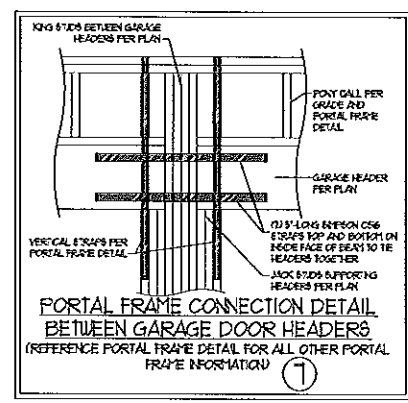 KING STUDS BETWEEN GARAGE
HEADERS PER PLAN
PONY WALL PER
GRADE AND
PORTAL FRAME
DETAIL
GARAGE HEADER
PER PLAN
LONG SIMPSON CS16
STRAPS TOP AND BOTTOM ON
INSIDE FACE OF BEAM TO TIE
HEADERS TOGETHER
VERTICAL STRAPS PER
PORTAL FRAME DETAIL
JACK STUDS SUPPORTING
HEADERS PER PLAN
PORTAL FRAME CONNECTION DETAIL
BETWEEN GARAGE DOOR HEADERS
(REFERENCE PORTAL FRAME DETAIL FOR ALL OTHER PORTAL
FRAME INFORMATION)
7